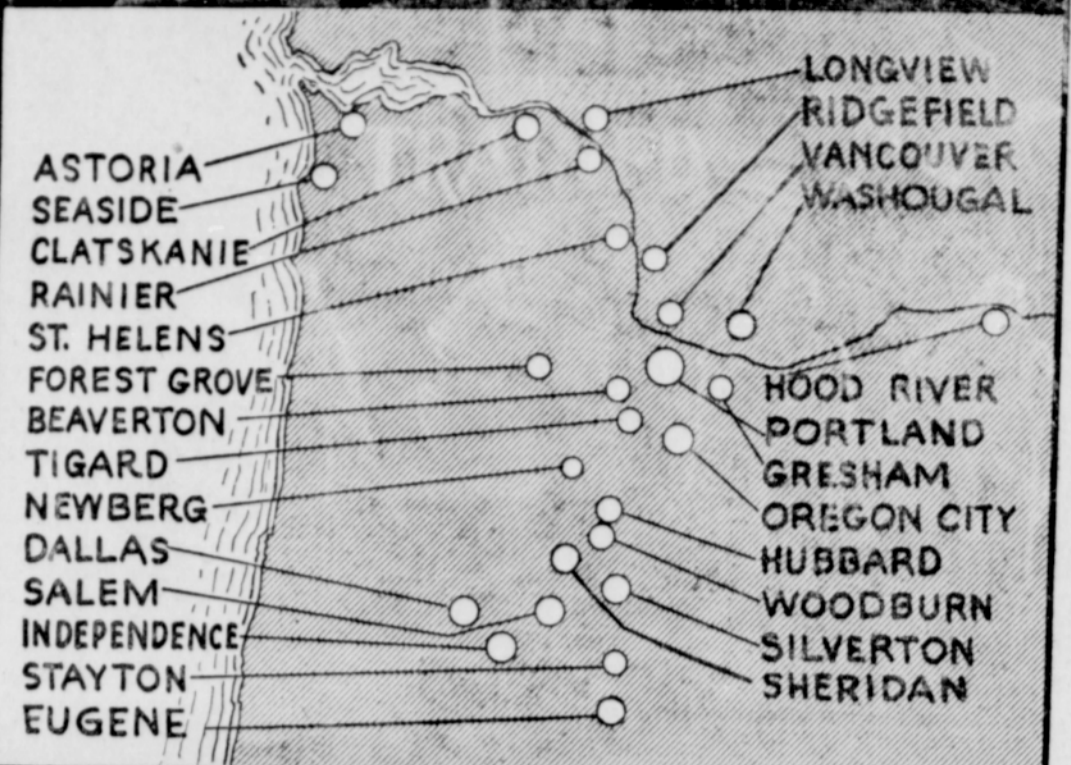 LONGVIEW
RIDGEFIELD
VANCOUVER
WASHOUGAL
ASTORIA
SEASIDE
CLATSKANIE
RAINIER
ST. HELENS
FOREST GROVE
BEAVERTON
TIGARD
NEWBERG
DALLAS
SALEM
INDEPENDENCE
STAYTON
EUGENE
HOOD RIVER
PORTLAND
GRESHAM
OREGON CITY
HUBBARD
WOODBURN
SILVERTON
SHERIDAN